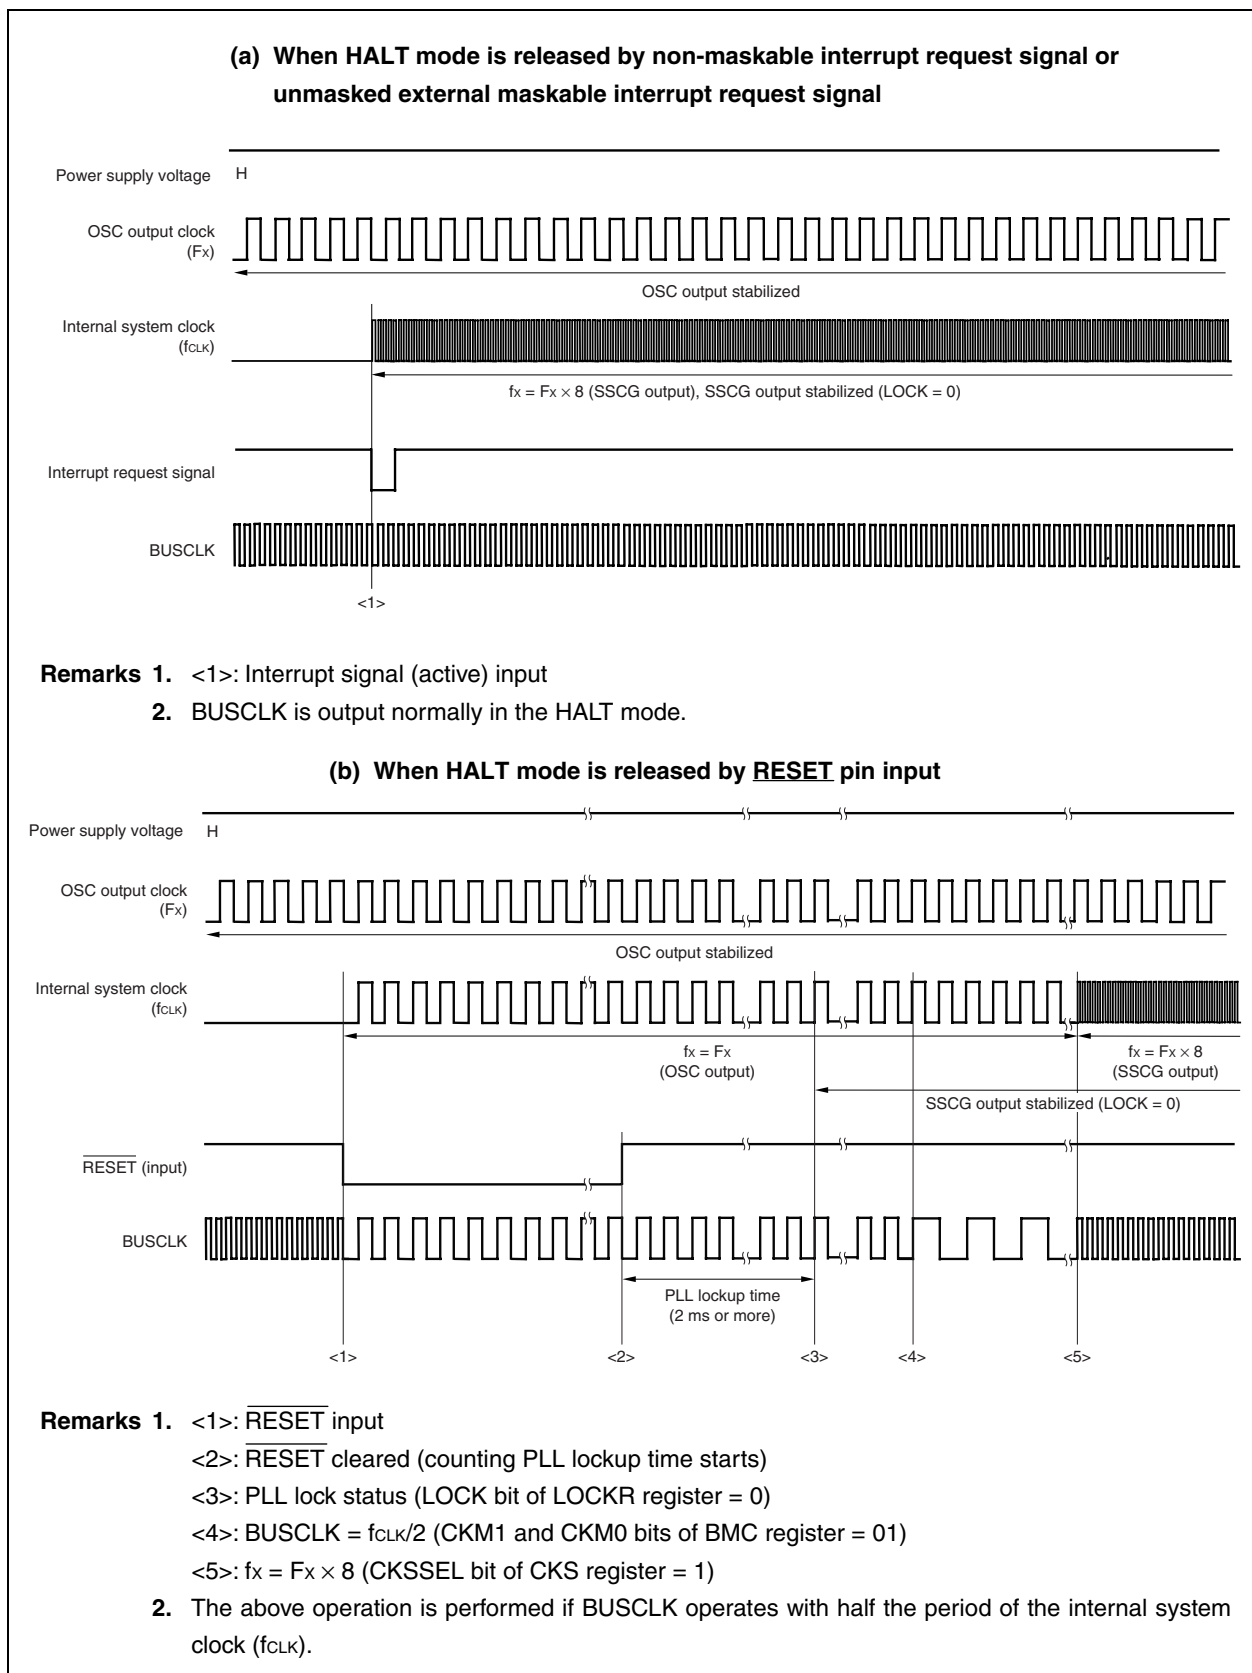 (a) When HALT mode is released by non-maskable interrupt request signal or
unmasked external maskable interrupt request signal
Power supply voltage H
OSC output clock
(Fx)
OSC output stabilized
Internal system clock
(fCLK)
fx = Fx × 8 (SSCG output), SSCG output stabilized (LOCK = 0)
Interrupt request signal
BUSCLK
<1>
Remarks 1. <1>: Interrupt signal (active) input
2. BUSCLK is output normally in the HALT mode.
(b) When HALT mode is released by RESET pin input
Power supply voltage H
OSC output clock
(Fx)
OSC output stabilized
Internal system clock
(fCLK)
fx = Fx
(OSC output)
fx = Fx × 8
(SSCG output)
SSCG output stabilized (LOCK = 0)
RESET (input)
BUSCLK
PLL lockup time
(2 ms or more)
<1> <2> <3> <4> <5>
Remarks 1. <1>: RESET input
<2>: RESET cleared (counting PLL lockup time starts)
<3>: PLL lock status (LOCK bit of LOCKR register = 0)
<4>: BUSCLK = fCLK/2 (CKM1 and CKM0 bits of BMC register = 01)
<5>: fx = Fx × 8 (CKSSEL bit of CKS register = 1)
2. The above operation is performed if BUSCLK operates with half the period of the internal system
clock (fCLK).